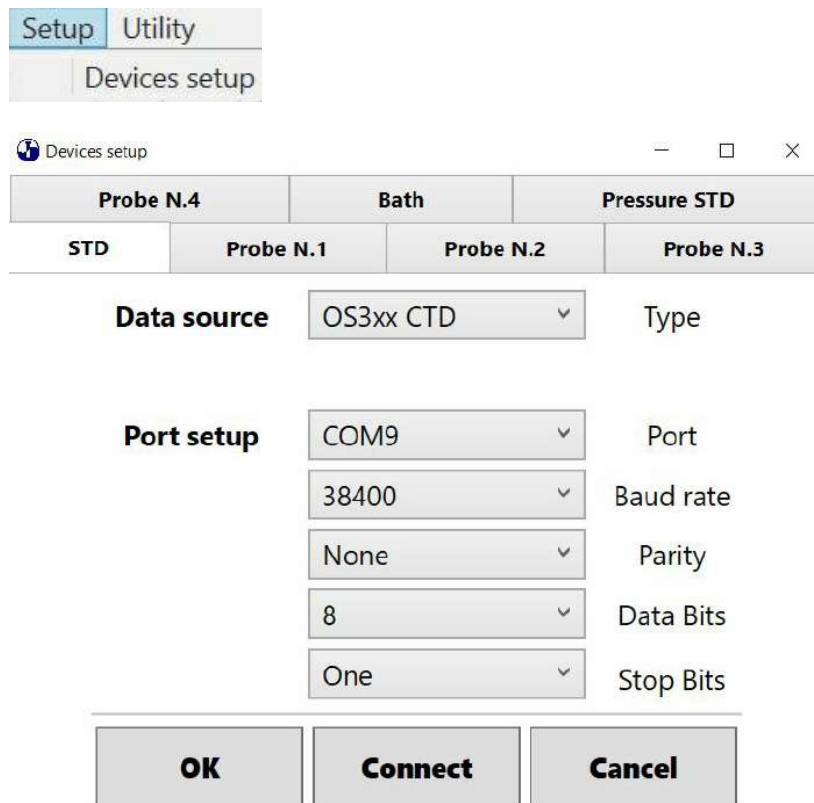 Setup Utility
Devices setup
Devices setup
Probe N.4 Bath Pressure STD
STD Probe N.1 Probe N.2 Probe N.3
Data source OS3xx CTD Type
Port setup COM9 Port
38400 Baud rate
None Parity
8 Data Bits
One Stop Bits
OK Connect Cancel